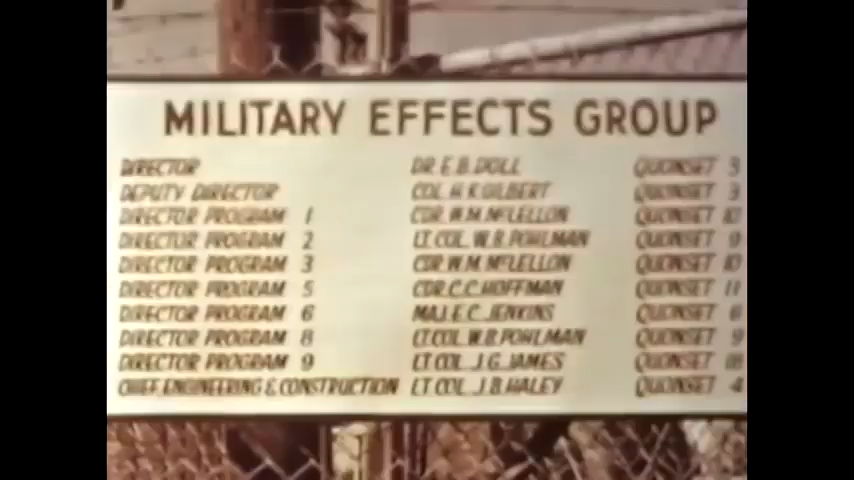 MILITARY EFFECTS GROUP
DIRECTOR DR. E. B. DOLL QUONSET 3
DEPUTY DIRECTOR COL. H. K. GILBERT QUONSET 3
DIRECTOR PROGRAM 1 CDR. W. M. McLELLON QUONSET 10
DIRECTOR PROGRAM 2 LT. COL. W. B. POHLMAN QUONSET 9
DIRECTOR PROGRAM 3 CDR. W. M. McLELLON QUONSET 10
DIRECTOR PROGRAM 5 CDR. C. C. HOFFMAN QUONSET 11
DIRECTOR PROGRAM 6 MAJ. E. C. JENKINS QUONSET
DIRECTOR PROGRAM 8 LT. COL. W. B. POHLMAN QUONSET 9
DIRECTOR PROGRAM 9 LT. COL. J. G. JAMES QUONSET
CHIEF, ENGINEERING & CONSTRUCTION LT. COL. J. B. HALEY QUONSET 4